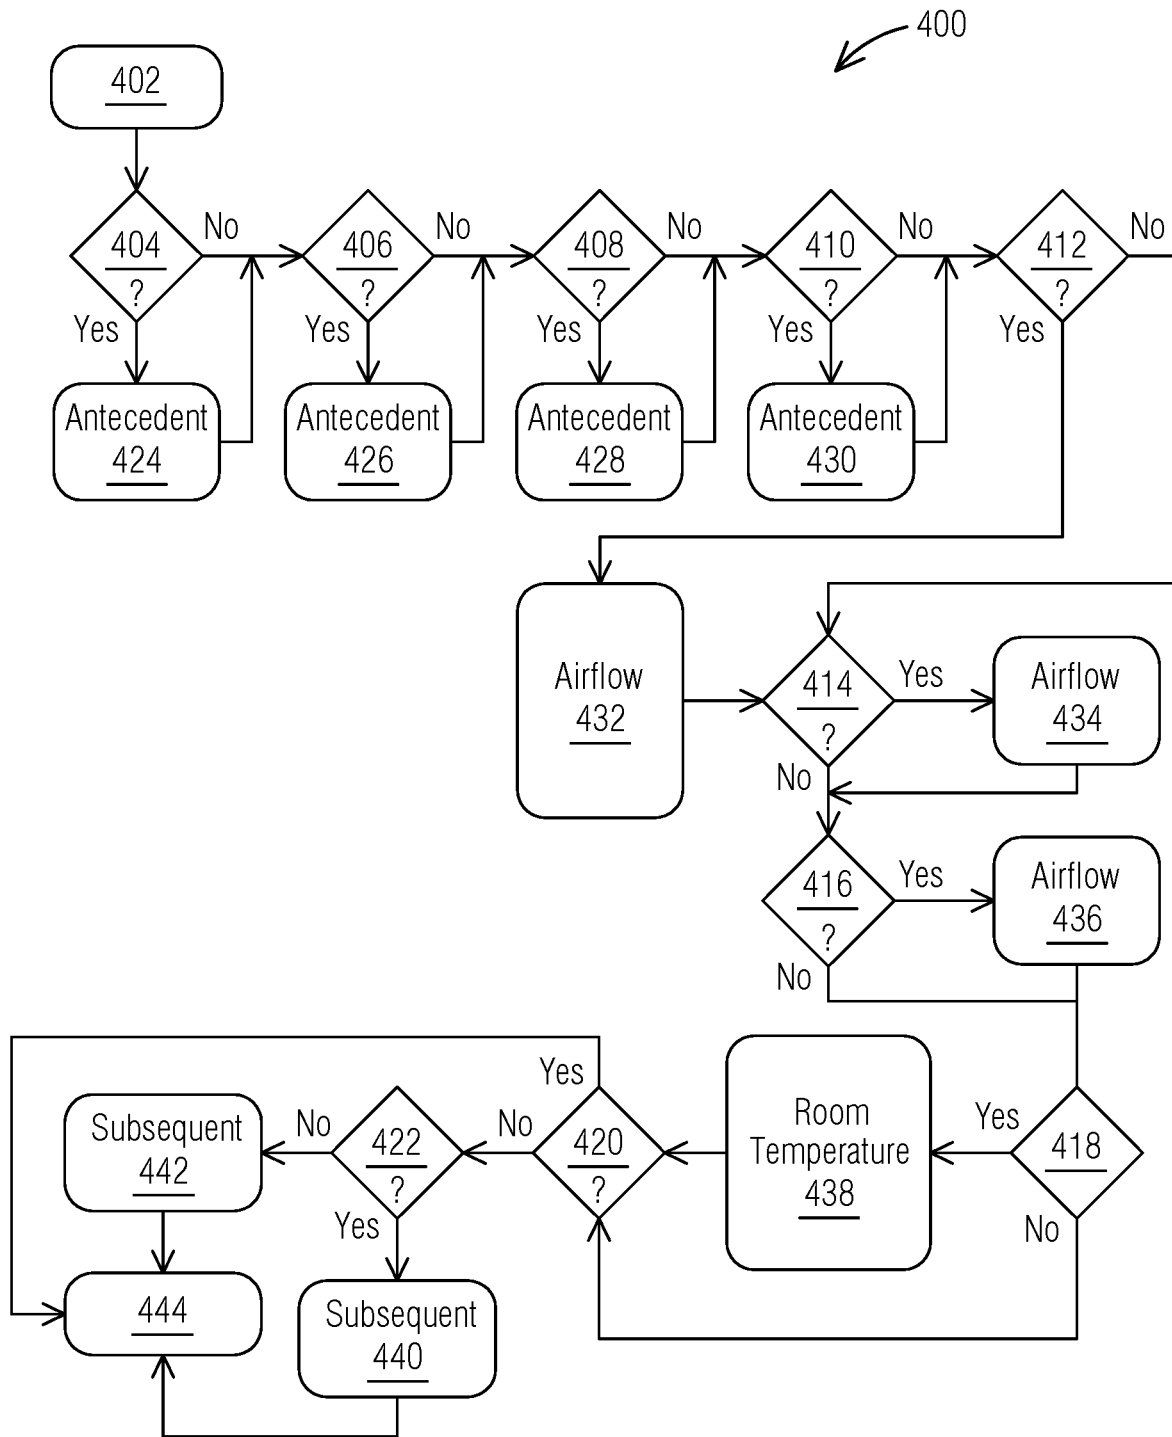 400
402
404
?
No
Yes
406
?
No
Yes
408
?
No
Yes
410
?
No
Yes
412
?
No
Yes
Antecedent
424
Antecedent
426
Antecedent
428
Antecedent
430
Airflow
432
414
?
Yes
No
Airflow
434
416
?
Yes
No
Airflow
436
418
Yes
No
Room
Temperature
438
420
?
Yes
No
422
?
No
Yes
Subsequent
442
444
Subsequent
440